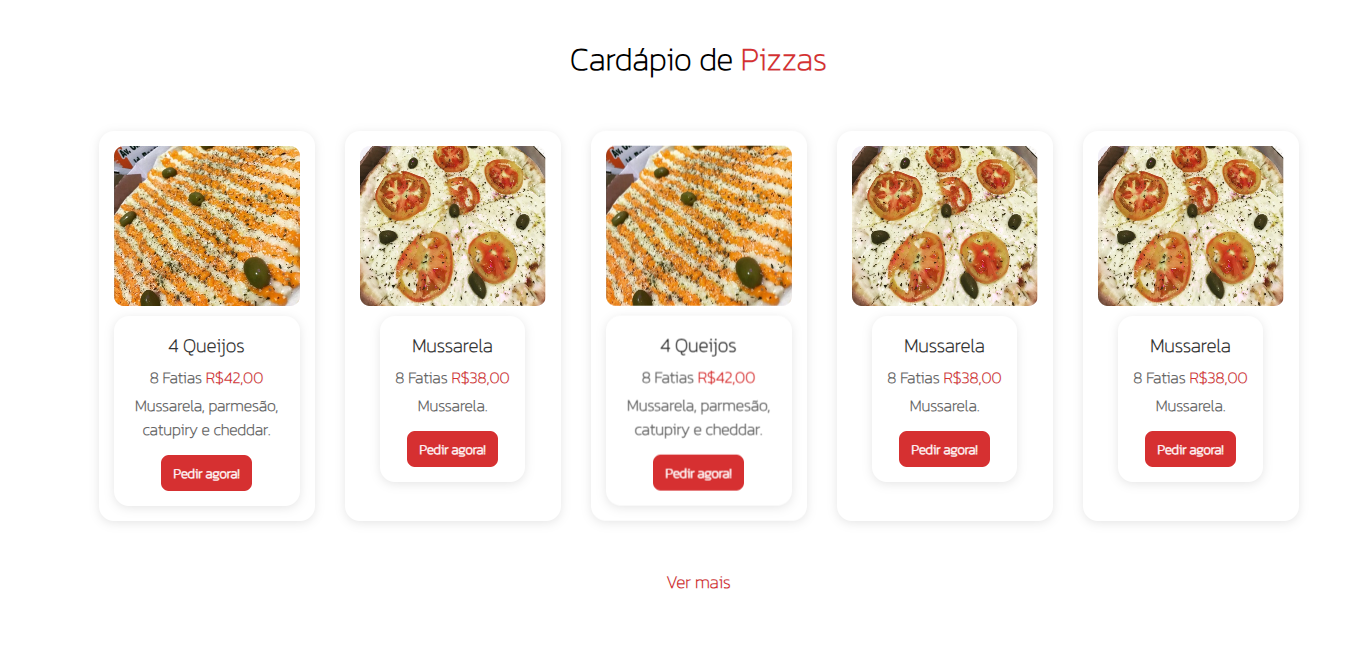 Cardápio de Pizzas
4 Queijos
8 Fatias R$42,00
Mussarela, parmesão,
catupiry e cheddar.
Pedir agora!
Mussarela
8 Fatias R$38,00
Mussarela.
Pedir agora!
4 Queijos
8 Fatias R$42,00
Mussarela, parmesão,
catupiry e cheddar.
Pedir agora!
Mussarela
8 Fatias R$38,00
Mussarela.
Pedir agora!
Mussarela
8 Fatias R$38,00
Mussarela.
Pedir agora!
Ver mais